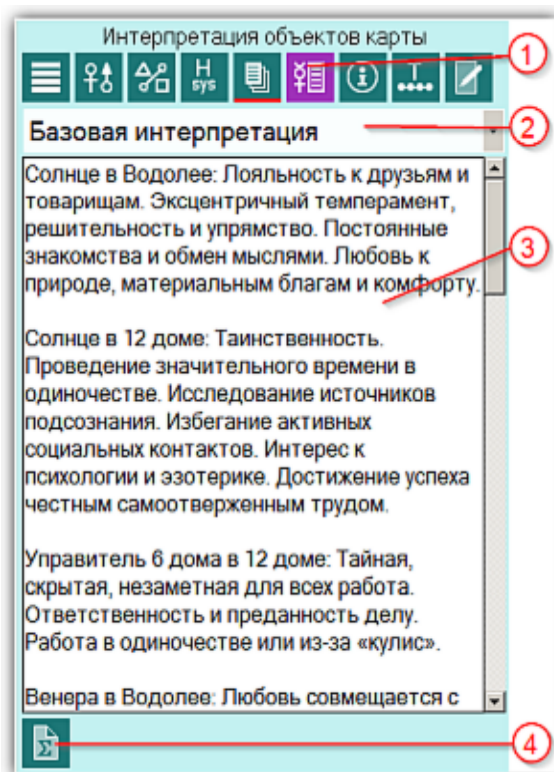 Интерпретация объектов карты
H
sys
T
1
Базовая интерпретация
2
Солнце в Водолее: Лояльность к друзьям и
товарищам. Эксцентричный темперамент,
решительность и упрямство. Постоянные
знакомства и обмен мыслями. Любовь к
природе, материальным благам и комфорту.
3
Солнце в 12 доме: Таинственность.
Проведение значительного времени в
одиночестве. Исследование источников
подсознания. Избегание активных
социальных контактов. Интерес к
психологии и эзотерике. Достижение успеха
честным самоотверженным трудом.
Управитель 6 дома в 12 доме: Тайная,
скрытая, незаметная для всех работа.
Ответственность и преданность делу.
Работа в одиночестве или из-за «кулис».
Венера в Водолее: Любовь совмещается с
Σ
4